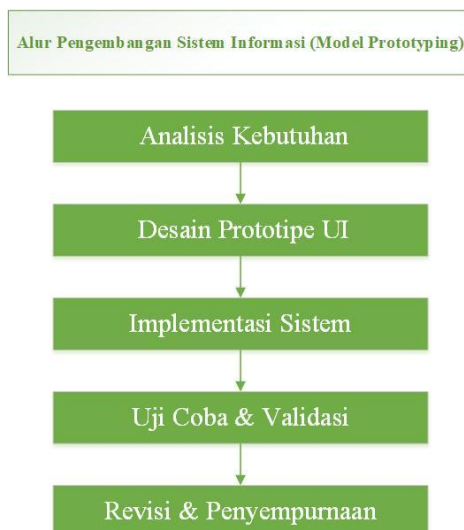 Alur Pengembangan Sistem Informasi (Model Prototyping)
Analisis Kebutuhan
Desain Prototipe UI
Implementasi Sistem
Uji Coba & Validasi
Revisi & Penyempurnaan